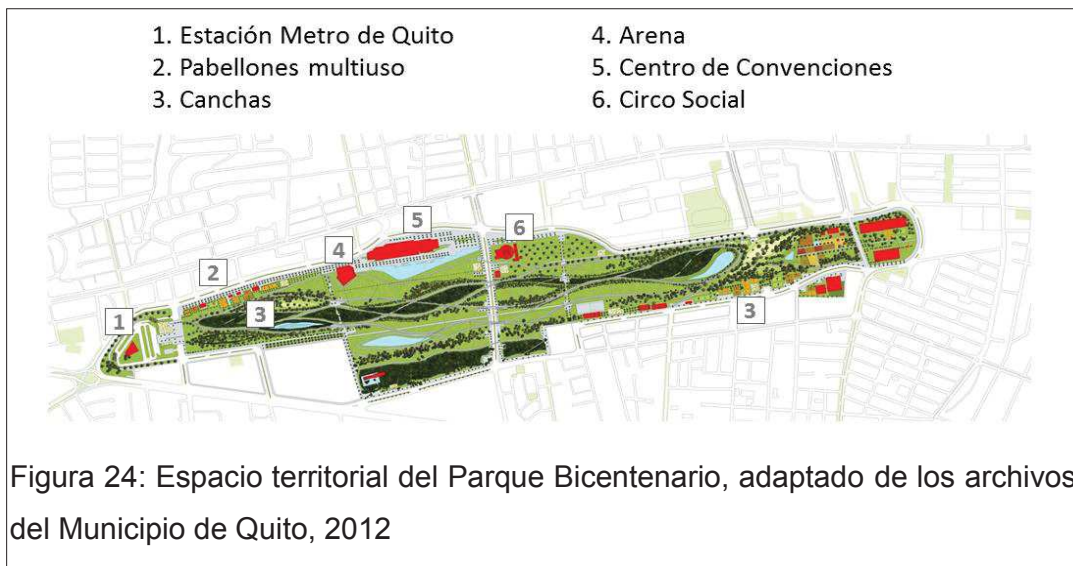 1. Estación Metro de Quito
2. Pabellones multiuso
3. Canchas
4. Arena
5. Centro de Convenciones
6. Circo Social
5
6
4
2
3
1
3
Figura 24: Espacio territorial del Parque Bicentenario, adaptado de los archivos
del Municipio de Quito, 2012